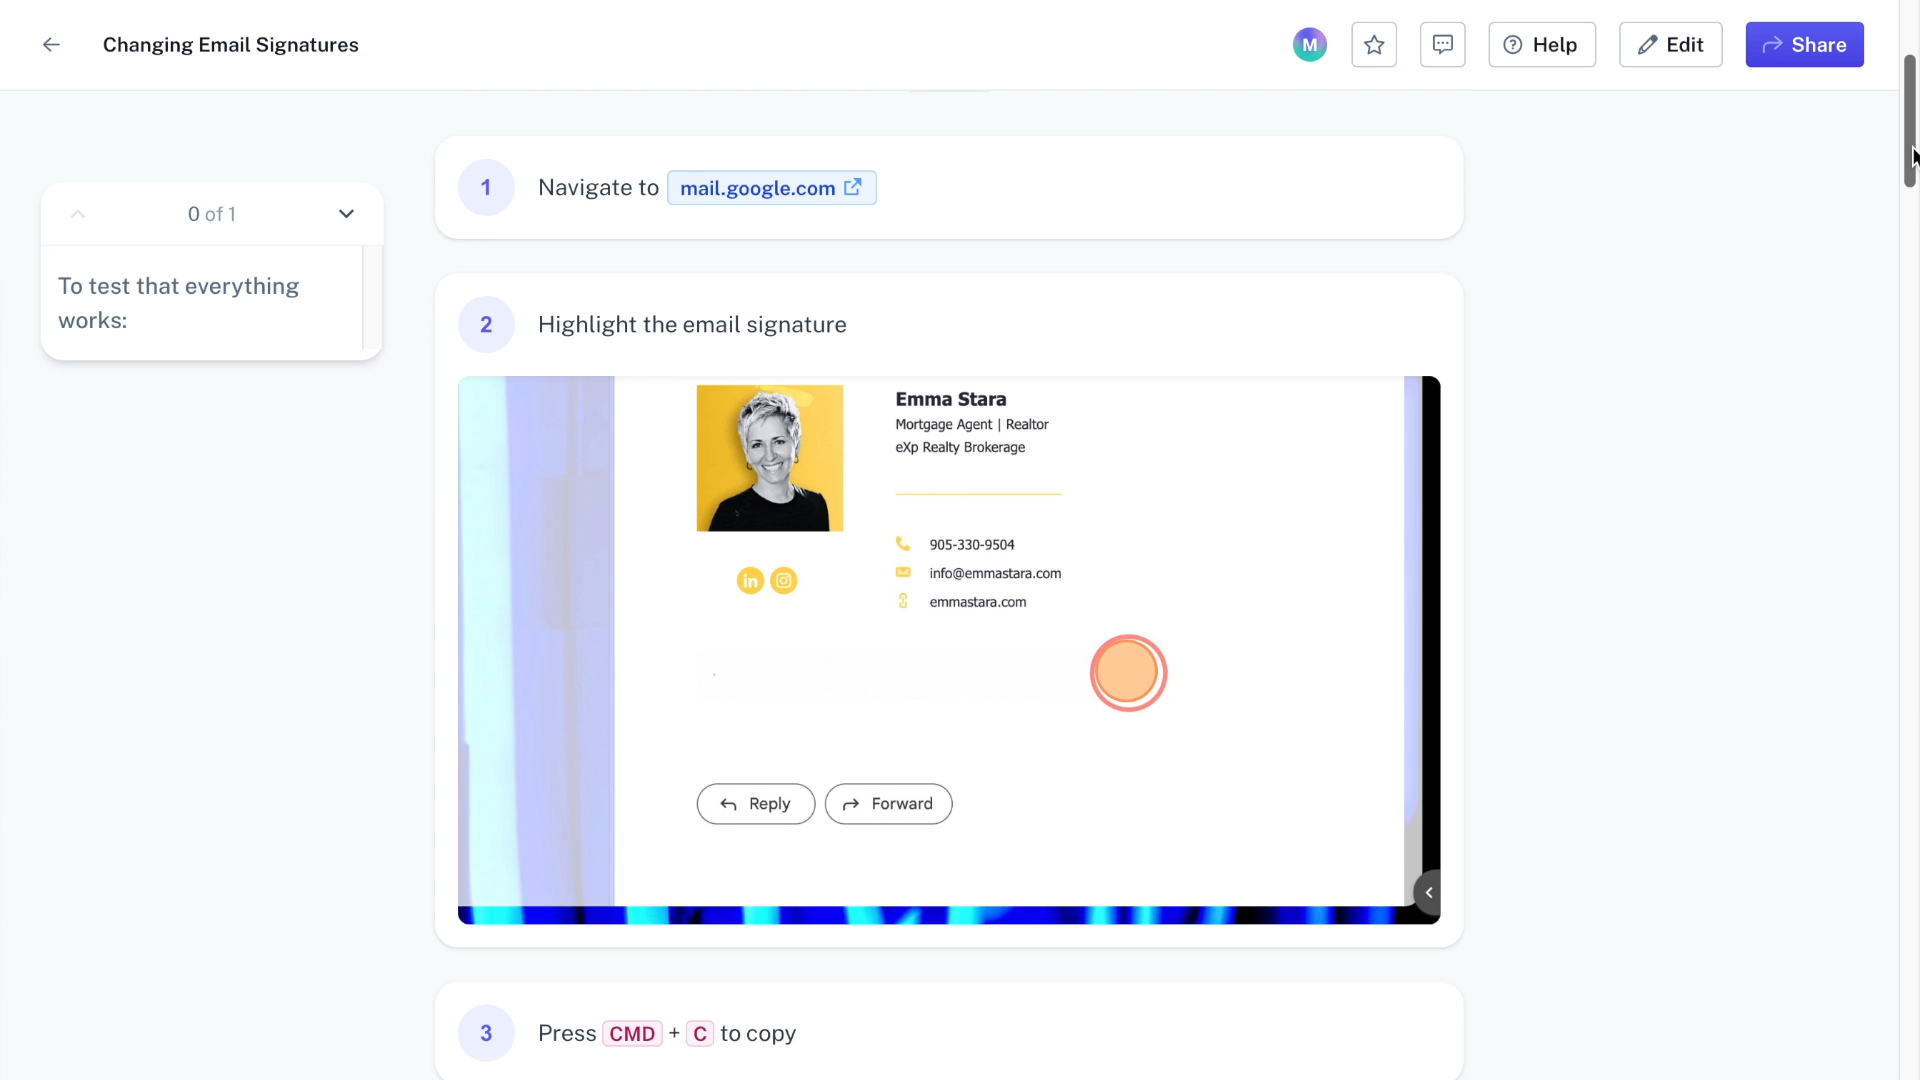 Changing Email Signatures
M
Help
Edit
Share
0 of 1
To test that everything
works:
1
Navigate to mail.google.com
2
Highlight the email signature
Emma Stara
Mortgage Agent | Realtor
eXp Realty Brokerage
905-330-9504
info@emmastara.com
emmastara.com
in
Reply
Forward
3
Press CMD + C to copy